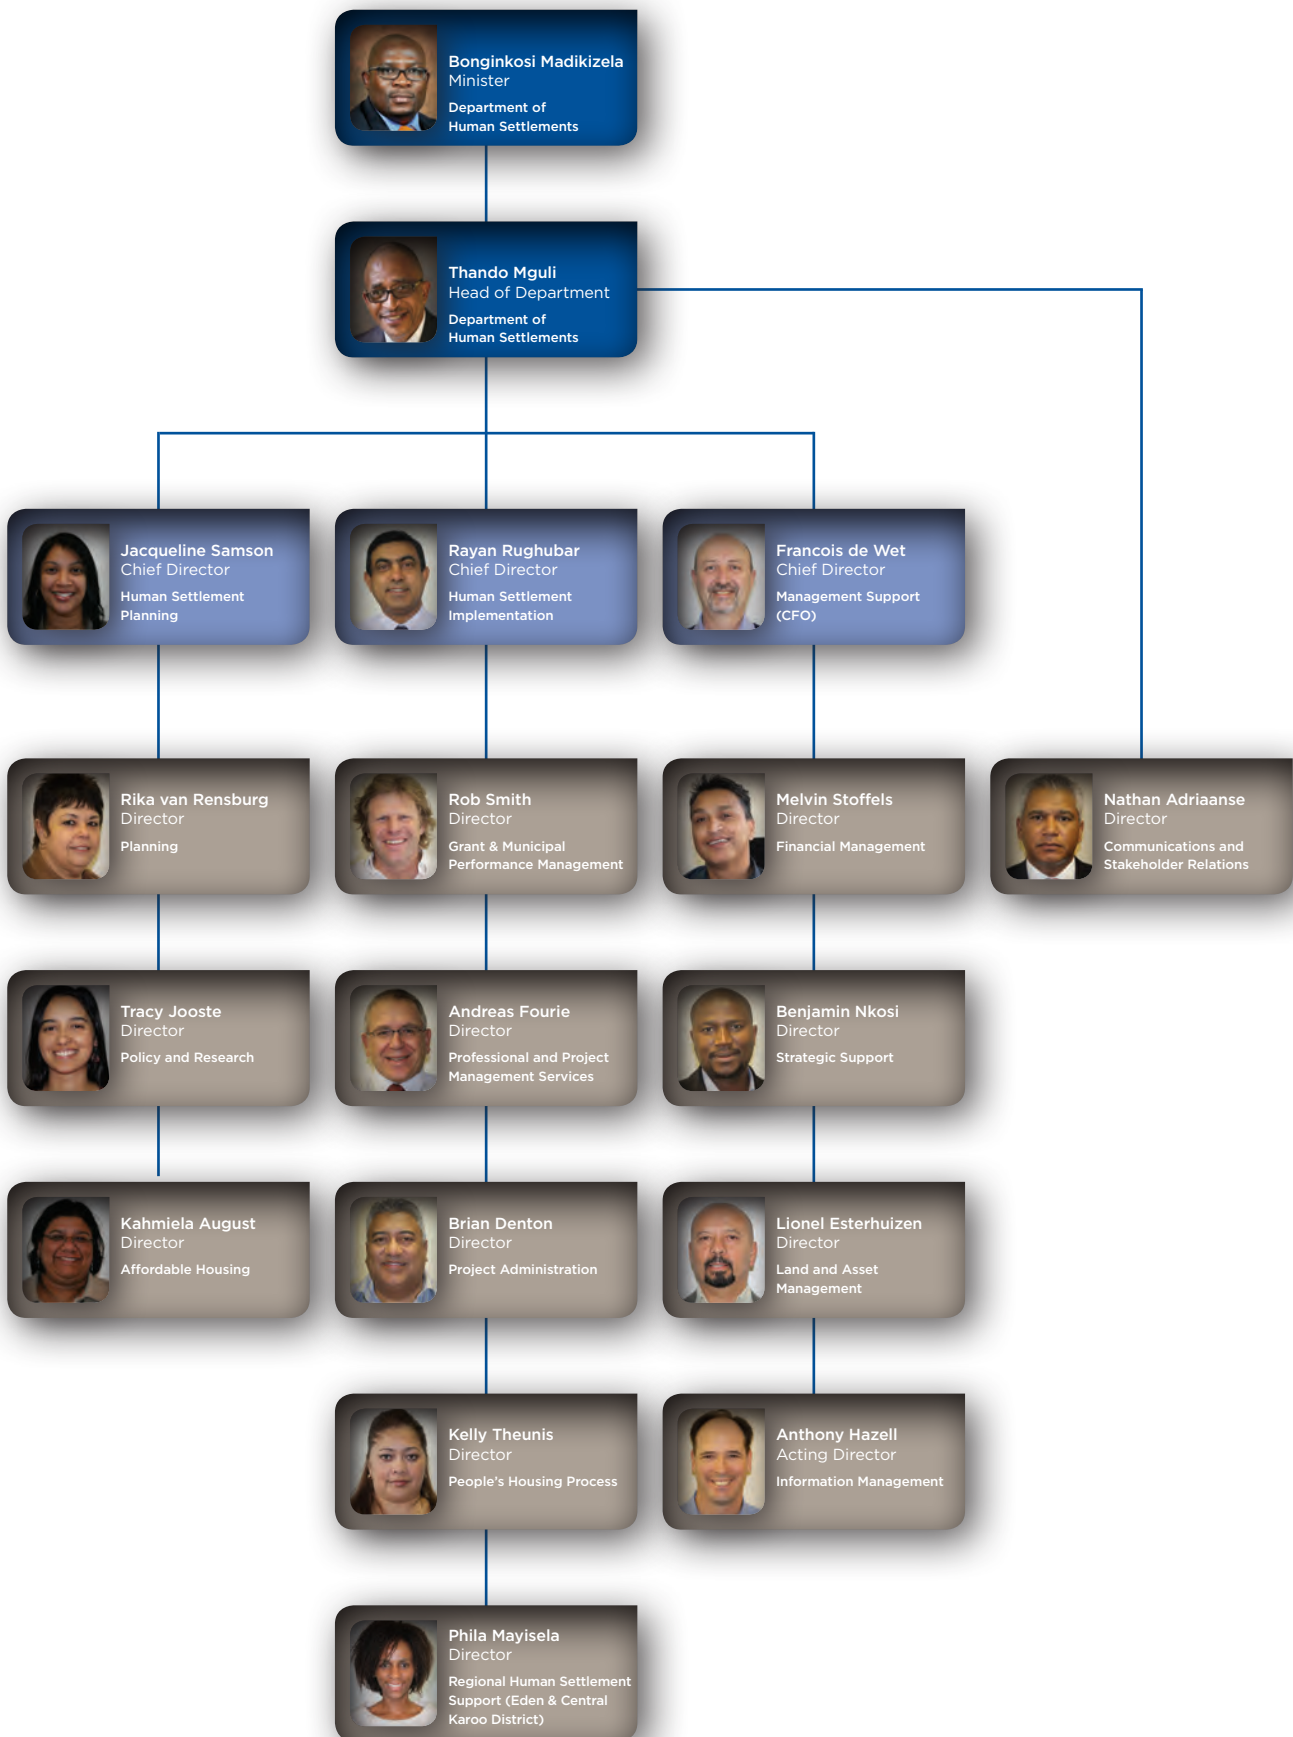 Bonginkosi Madikizela
Minister
Department of
Human Settlements
Thando Mguli
Head of Department
Department of
Human Settlements
Jacqueline Samson
Chief Director
Human Settlement
Planning
Rayan Rughubar
Chief Director
Human Settlement
Implementation
Francois de Wet
Chief Director
Management Support
(CFO)
Rika van Rensburg
Director
Planning
Rob Smith
Director
Grant & Municipal
Performance Management
Melvin Stoffels
Director
Financial Management
Nathan Adriaanse
Director
Communications and
Stakeholder Relations
Tracy Jooste
Director
Policy and Research
Andreas Fourie
Director
Professional and Project
Management Services
Benjamin Nkosi
Director
Strategic Support
Kahmiela August
Director
Affordable Housing
Brian Denton
Director
Project Administration
Lionel Esterhuizen
Director
Land and Asset
Management
Kelly Theunis
Director
People’s Housing Process
Anthony Hazell
Acting Director
Information Management
Phila Mayisela
Director
Regional Human Settlement
Support (Eden & Central
Karoo District)